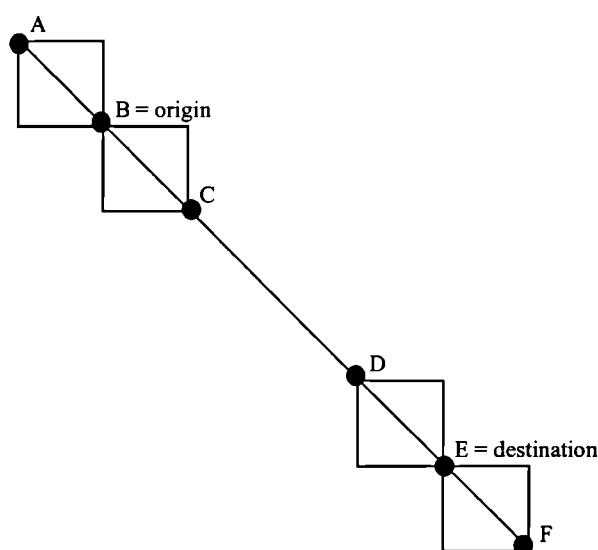 A
B = origin
C
D
E = destination
F